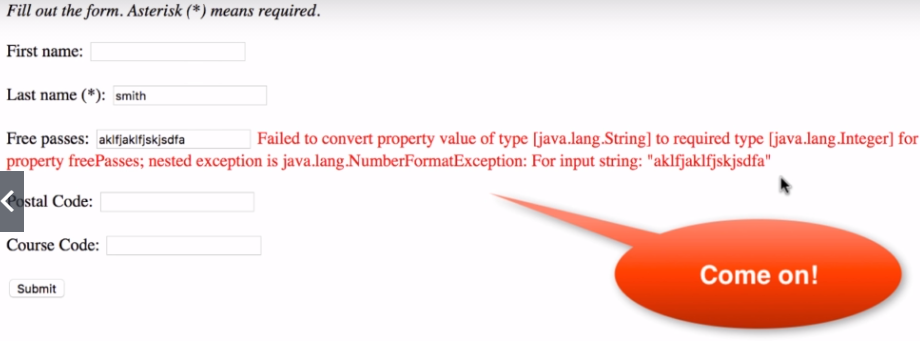 Fill out the form. Asterisk (*) means required.
First name:
Last name (*): smith
Free passes: aklfjaklfjskjsdfa Failed to convert property value of type [java.lang.String] to required type [java.lang.Integer] for
property freePasses; nested exception is java.lang.NumberFormatException: For input string: "aklfjaklfjskjsdfa"
Postal Code:
Course Code:
Submit
Come on!